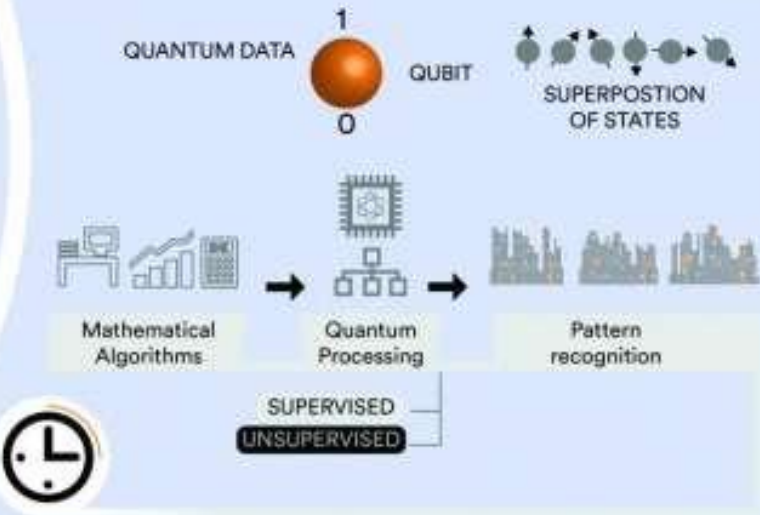 1
QUANTUM DATA
QUBIT
0
SUPERPOSTION
OF STATES
Mathematical
Algorithms
Quantum
Processing
Pattern
recognition
SUPERVISED
UNSUPERVISED